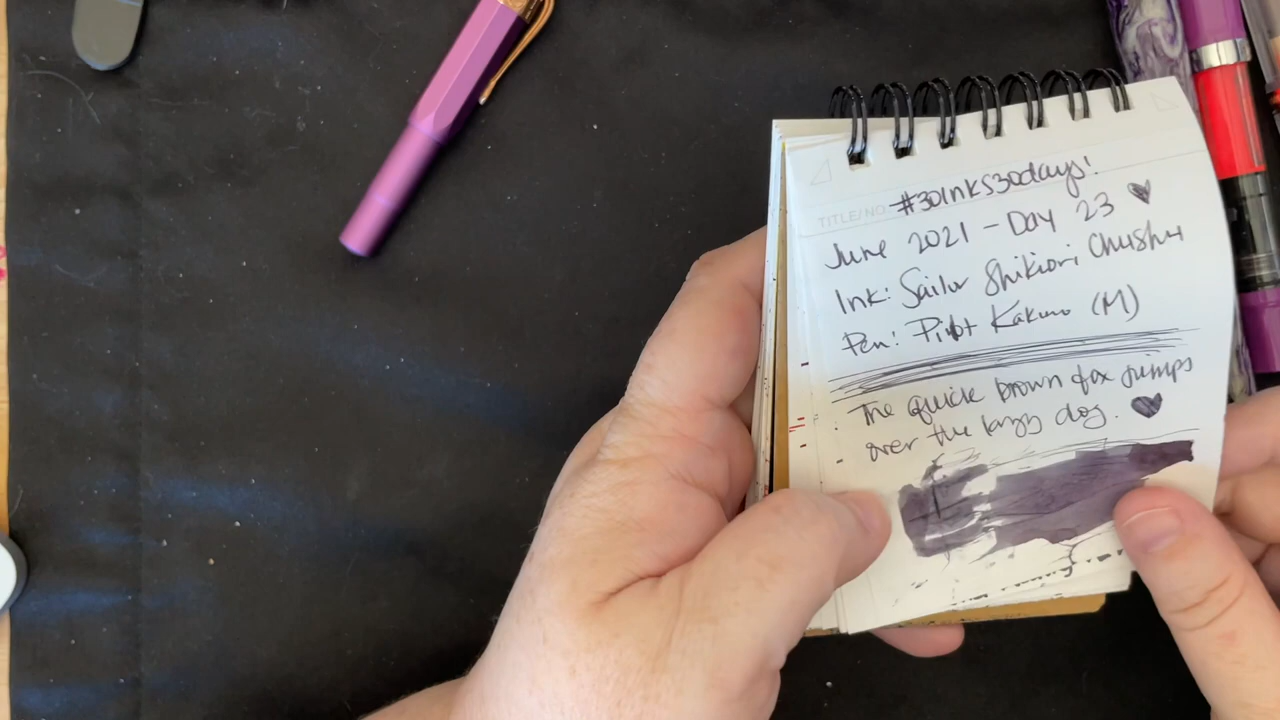 #30inks30days!
TITLE/NO
June 2021 - Day 23 ♥
Ink: Sailor Shikiori Chushu
Pen: Pilot Kakuno (M)
The quick brown fox jumps
over the lazy dog. ♥